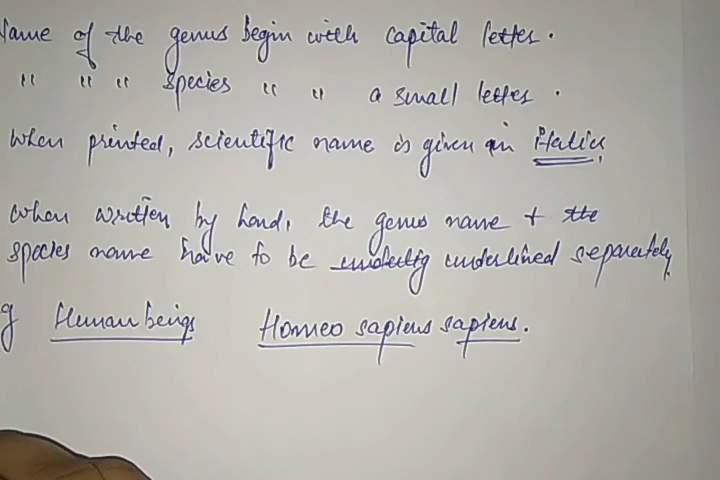 Name of the genus begin with capital letter.
" " " species " " a small letter.
when printed, scientific name is given in Italics,
when written by hand, the genus name + the
species name have to be underlig underlined separately
g Human beings Homeo sapiens sapiens.